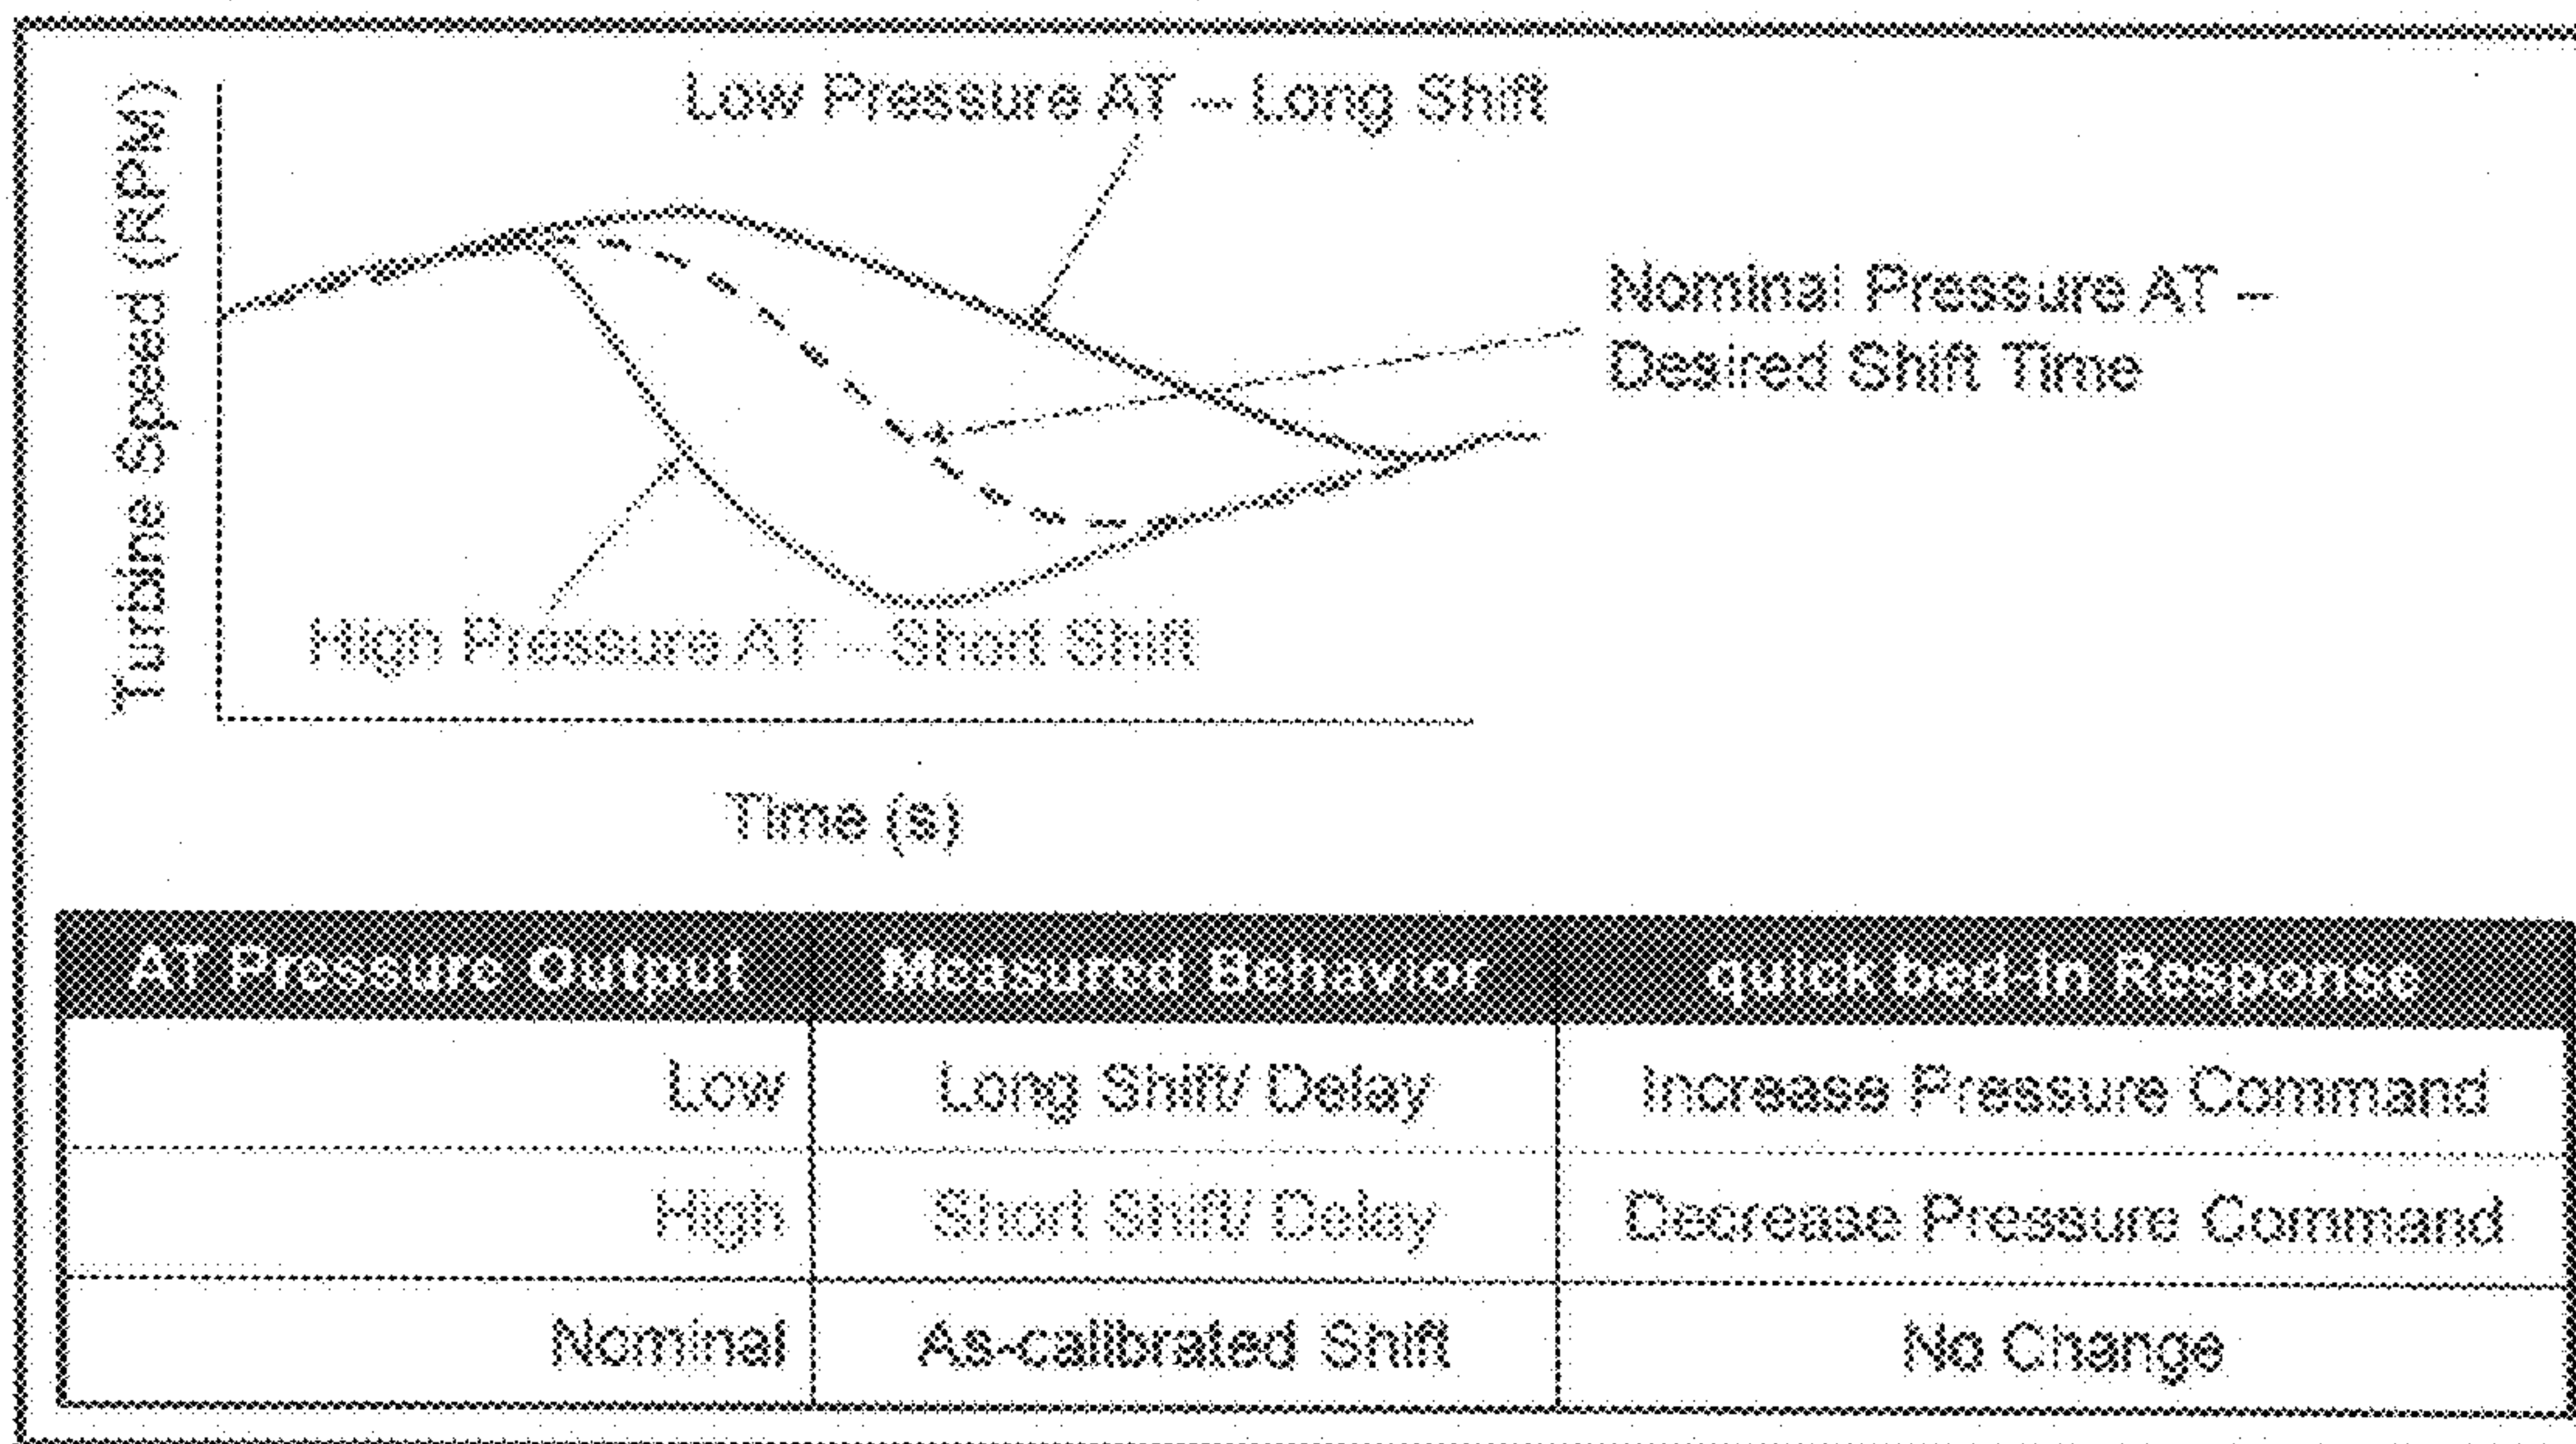 Low Pressure AT – Long Shift
Turbine Speed (RPM)
Nominal Pressure AT –
Desired Shift Time
High Pressure AT – Short Shift
Time (s)
AT Pressure Output Measured Behavior quick bed-in Response
Low Long Shift/ Delay Increase Pressure Command
High Short Shift/ Delay Decrease Pressure Command
Nominal As-calibrated Shift No Change